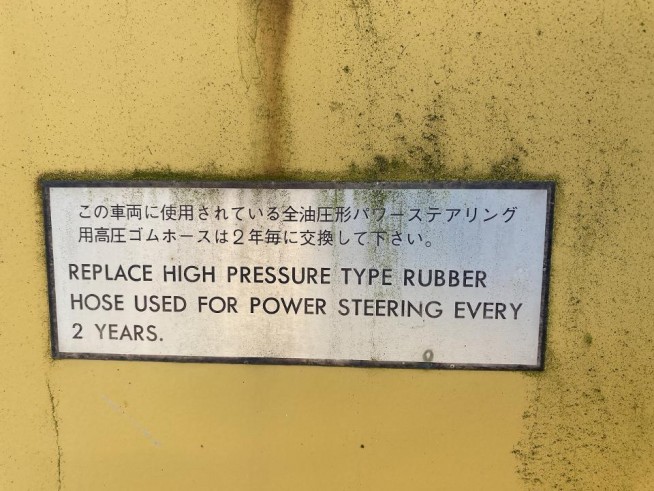 この車両に使用されている全油圧形パワーステアリング
用高圧ゴムホースは2年毎に交換して下さい。
REPLACE HIGH PRESSURE TYPE RUBBER
HOSE USED FOR POWER STEERING EVERY
2 YEARS.